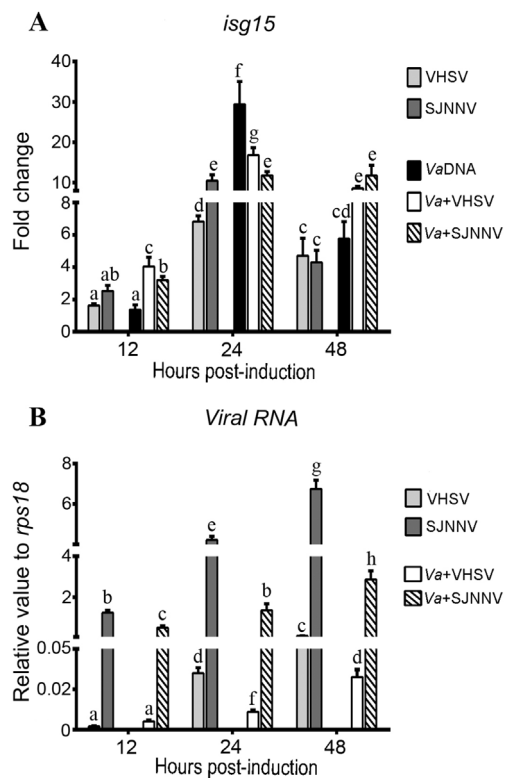 A
isg15
Fold change
40
30
20
10
8
6
4
2
0
a ab a c b
d e f g e
c c cd e e
12 24 48
Hours post-induction
VHSV
SJNNV
VaDNA
Va+VHSV
Va+SJNNV
B
Viral RNA
Relative value to rps18
8
6
4
2
0.05
0.02
0
a b a c
d e f b
g d h
12 24 48
Hours post-induction
VHSV
SJNNV
Va+VHSV
Va+SJNNV